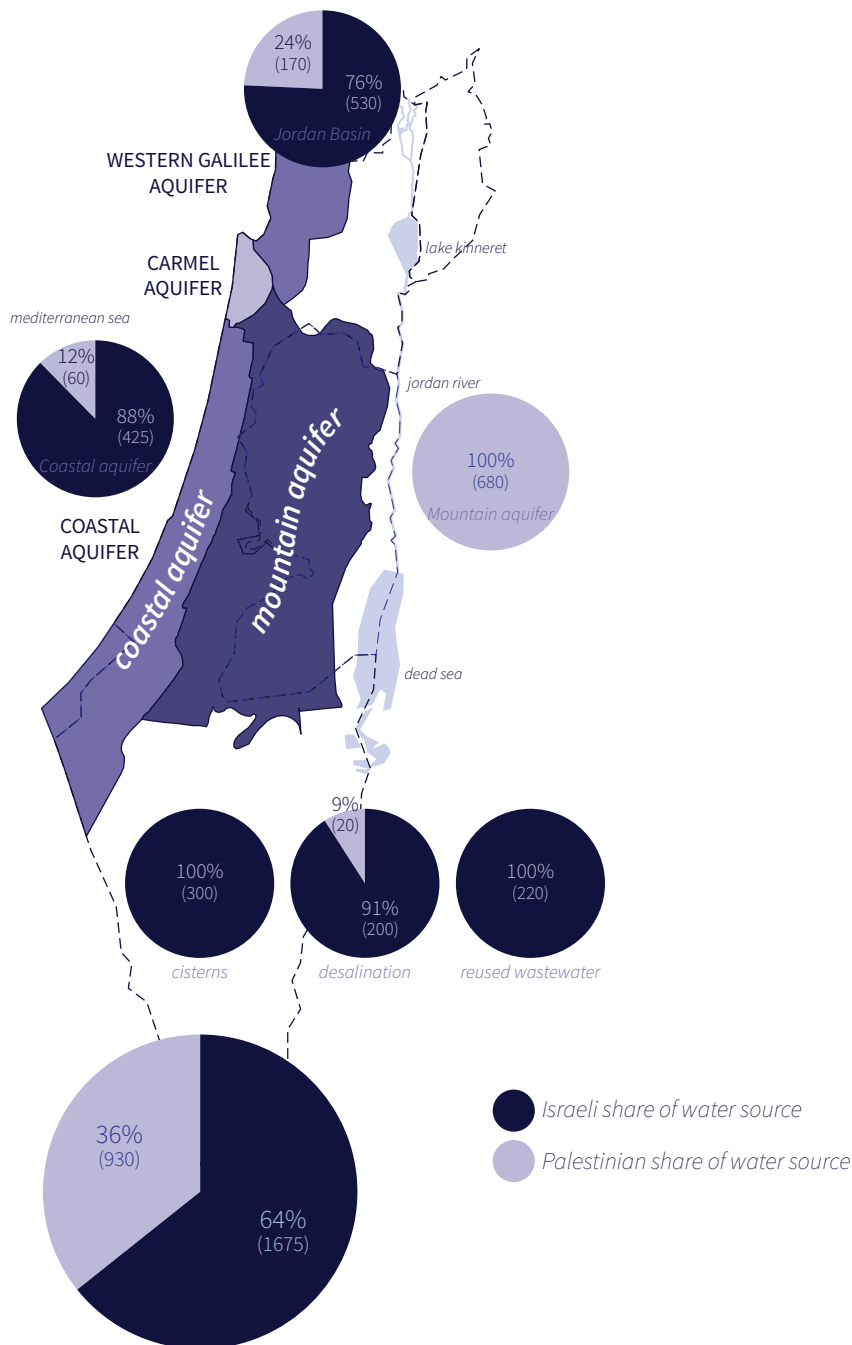 24%
(170)
76%
(530)
Jordan Basin
WESTERN GALILEE
AQUIFER
lake kinneret
CARMEL
AQUIFER
mediterranean sea
12%
(60)
88%
(425)
Coastal aquifer
jordan river
100%
(680)
Mountain aquifer
COASTAL
AQUIFER
coastal aquifer
mountain aquifer
dead sea
100%
(300)
cisterns
9%
(20)
91%
(200)
desalination
100%
(220)
reused wastewater
36%
(930)
64%
(1675)
Israeli share of water source
Palestinian share of water source